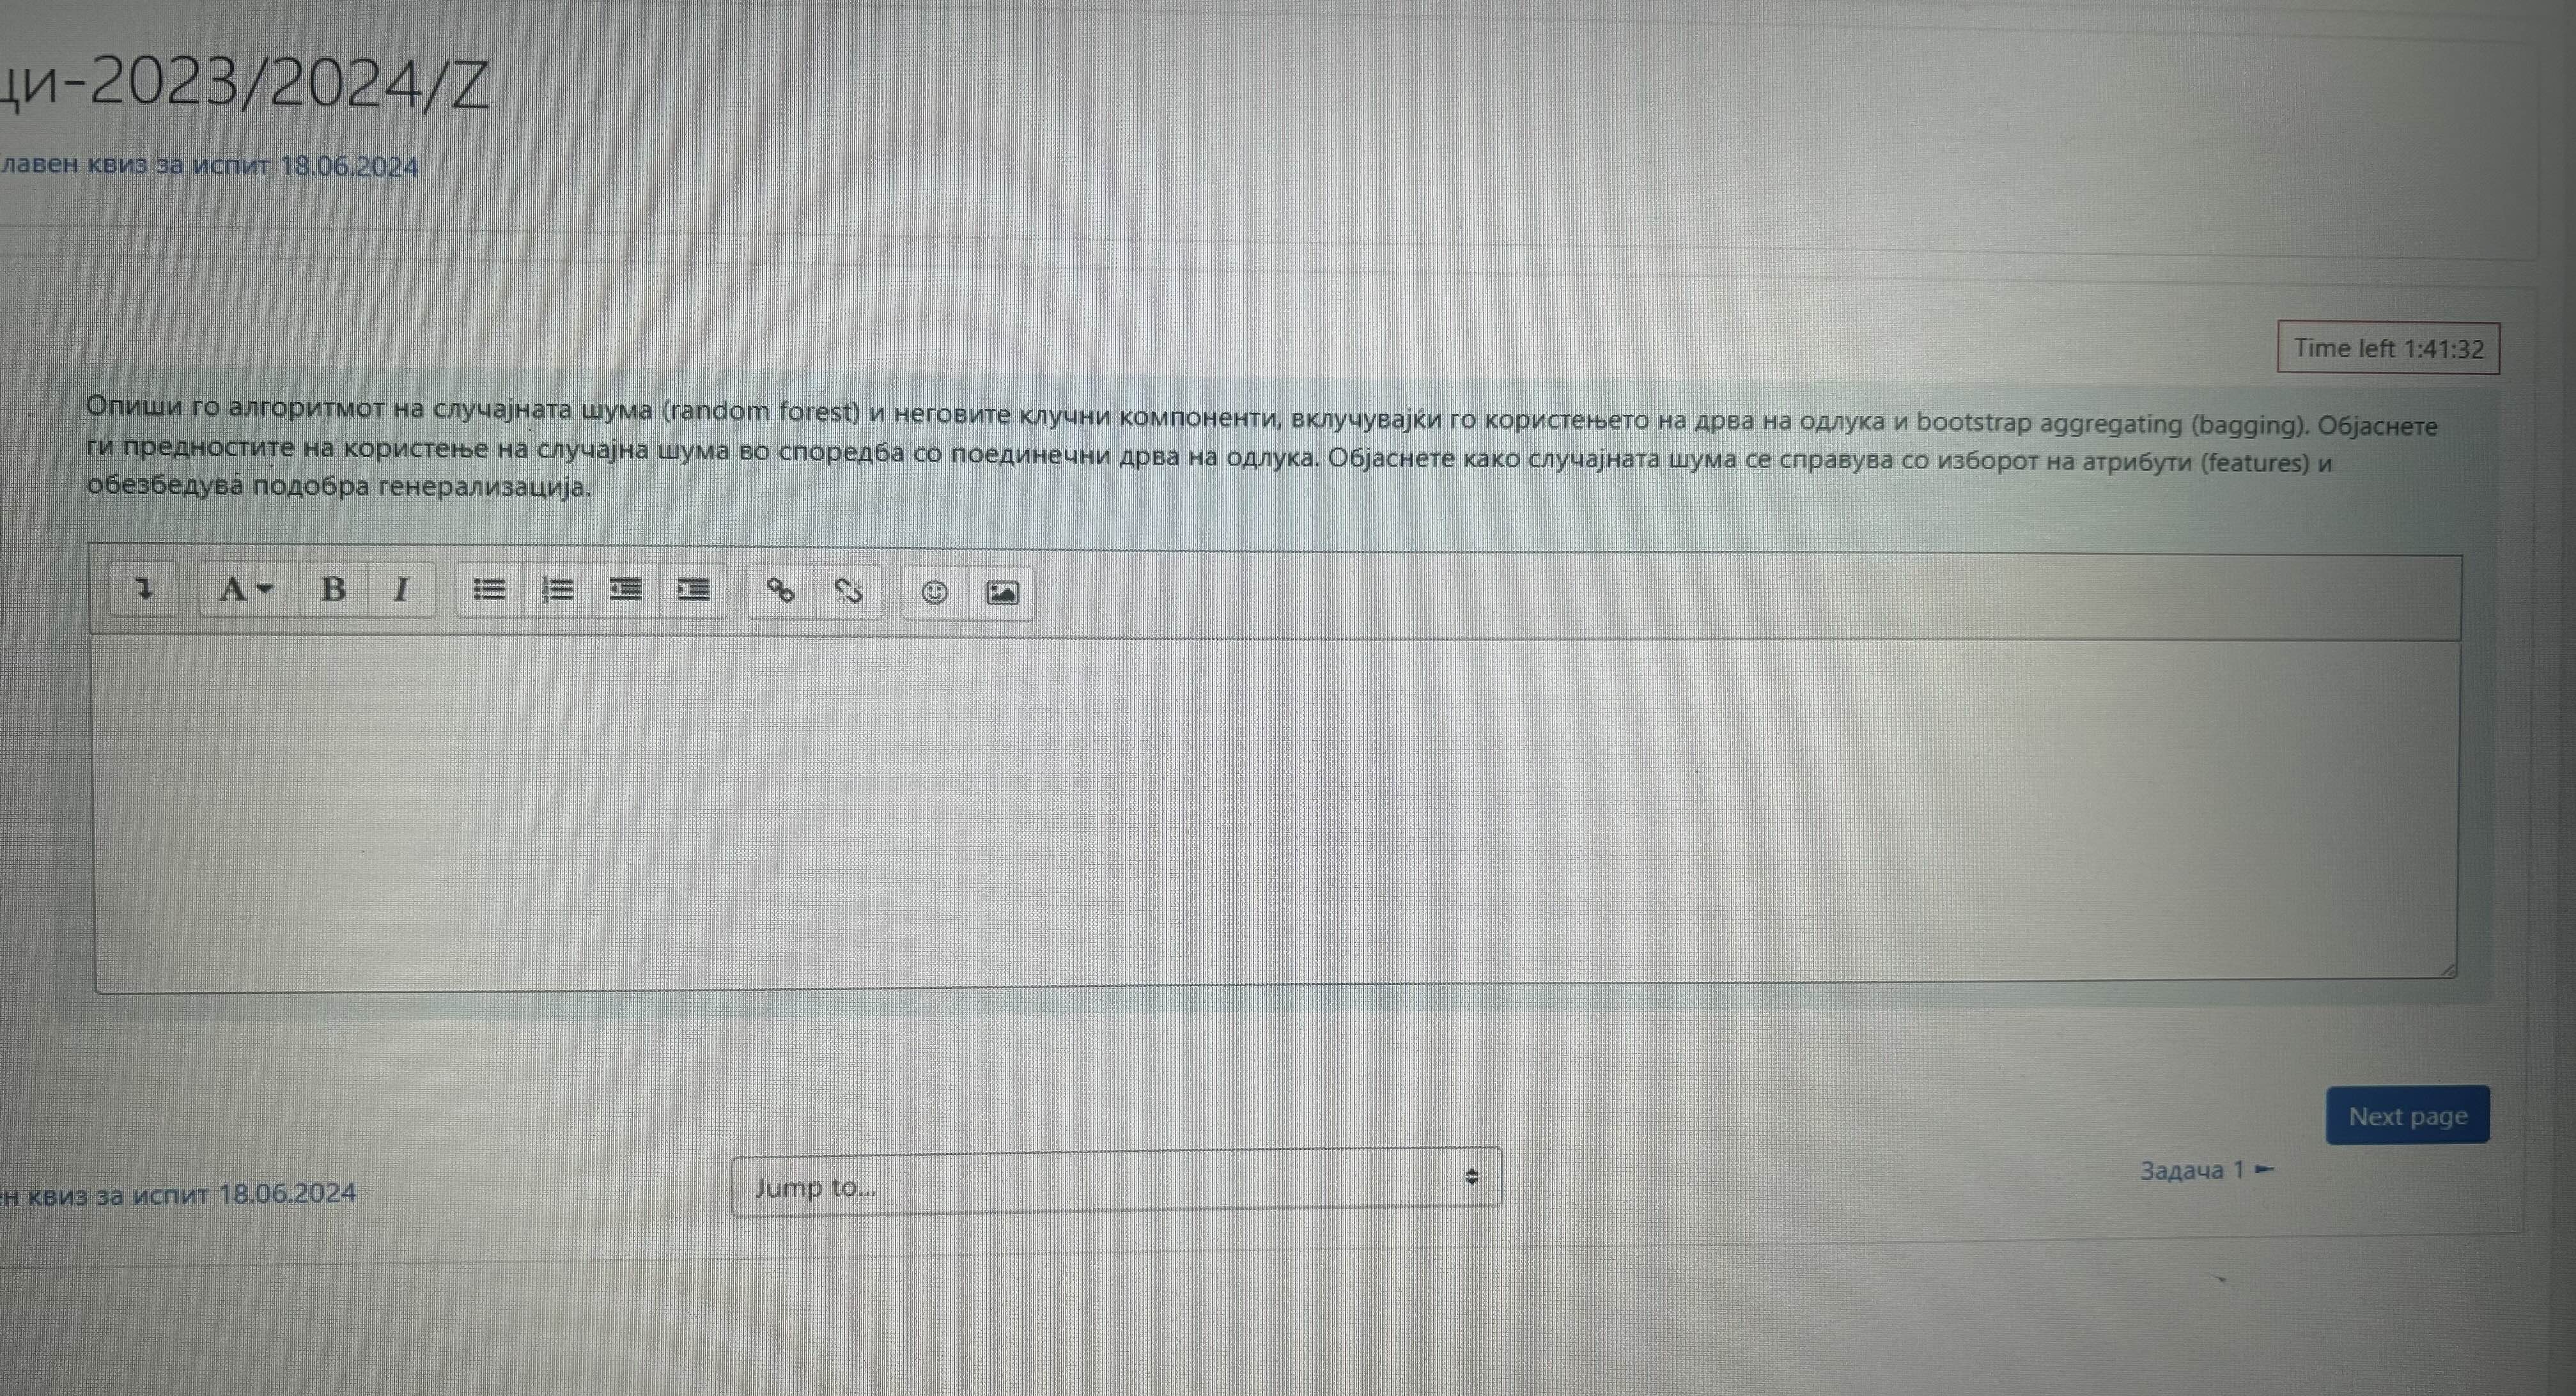 ци-2023/2024/Z
лавен квиз за испит 18.06.2024
Time left 1:41:32
Опиши го алгоритмот на случајната шума (random forest) и неговите клучни компоненти, вклучувајќи го користењето на дрва на одлука и bootstrap aggregating (bagging). Објаснете
ги предностите на користење на случајна шума во споредба со поединечни дрва на одлука. Објаснете како случајната шума се справува со изборот на атрибути (features) и
обезбедува подобра генерализација.
A B I
Next page
Задача 1 ►
н квиз за испит 18.06.2024
Jump to...